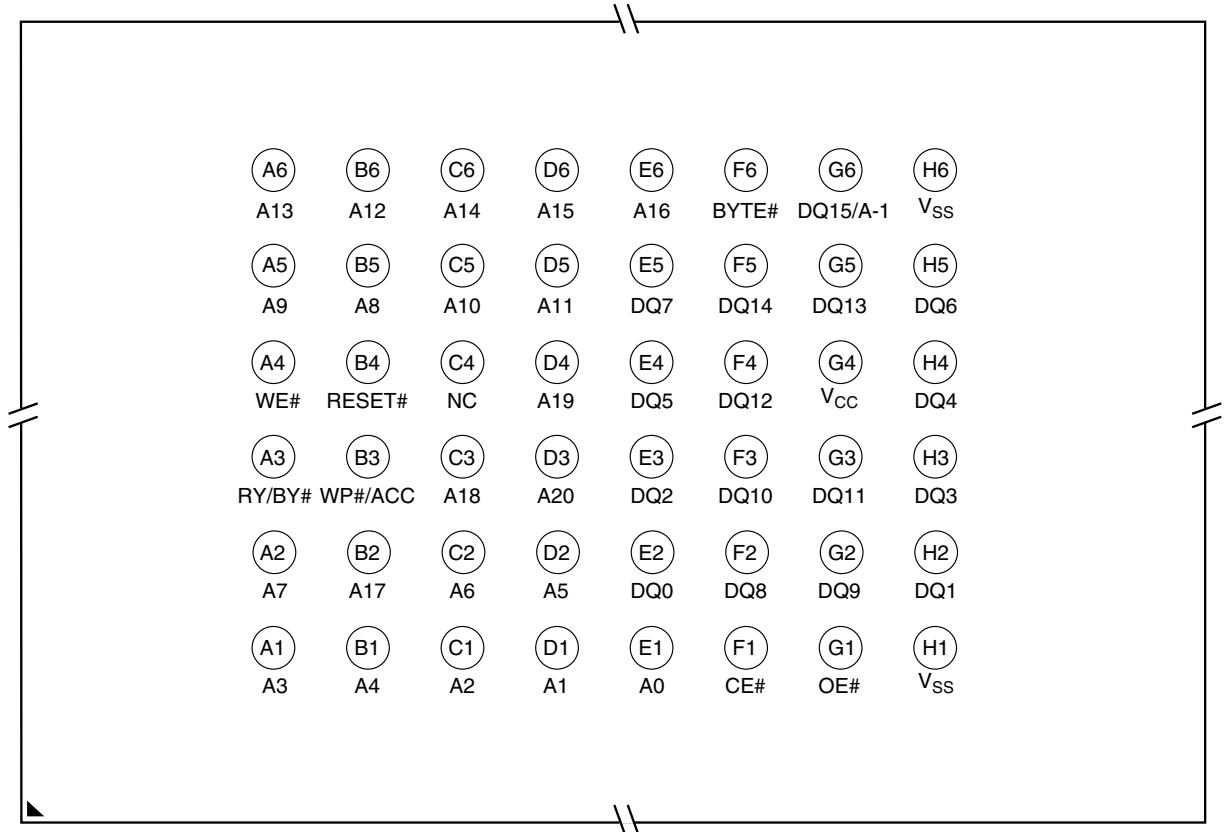 A6 B6 C6 D6 E6 F6 G6 H6
A13 A12 A14 A15 A16 BYTE# DQ15/A-1 VSS
A5 B5 C5 D5 E5 F5 G5 H5
A9 A8 A10 A11 DQ7 DQ14 DQ13 DQ6
A4 B4 C4 D4 E4 F4 G4 H4
WE# RESET# NC A19 DQ5 DQ12 VCC DQ4
A3 B3 C3 D3 E3 F3 G3 H3
RY/BY# WP#/ACC A18 A20 DQ2 DQ10 DQ11 DQ3
A2 B2 C2 D2 E2 F2 G2 H2
A7 A17 A6 A5 DQ0 DQ8 DQ9 DQ1
A1 B1 C1 D1 E1 F1 G1 H1
A3 A4 A2 A1 A0 CE# OE# VSS